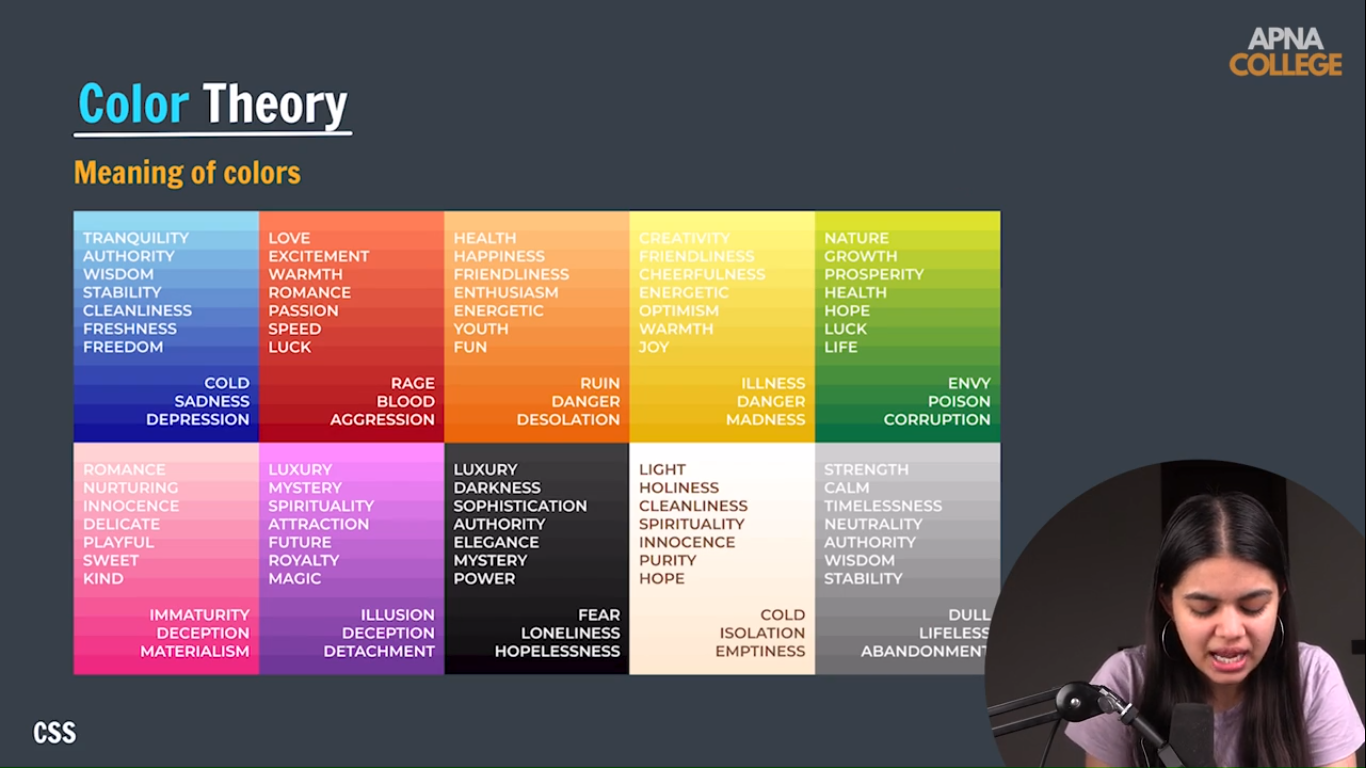 APNA
COLLEGE
Color Theory
Meaning of colors
TRANQUILITY
AUTHORITY
WISDOM
STABILITY
CLEANLINESS
FRESHNESS
FREEDOM
COLD
SADNESS
DEPRESSION
LOVE
EXCITEMENT
WARMTH
ROMANCE
PASSION
SPEED
LUCK
RAGE
BLOOD
AGGRESSION
HEALTH
HAPPINESS
FRIENDLINESS
ENTHUSIASM
ENERGETIC
YOUTH
FUN
RUIN
DANGER
DESOLATION
CREATIVITY
FRIENDLINESS
CHEERFULNESS
ENERGETIC
OPTIMISM
WARMTH
JOY
ILLNESS
DANGER
MADNESS
NATURE
GROWTH
PROSPERITY
HEALTH
HOPE
LUCK
LIFE
ENVY
POISON
CORRUPTION
ROMANCE
NURTURING
INNOCENCE
DELICATE
PLAYFUL
SWEET
KIND
IMMATURITY
DECEPTION
MATERIALISM
LUXURY
MYSTERY
SPIRITUALITY
ATTRACTION
FUTURE
ROYALTY
MAGIC
ILLUSION
DECEPTION
DETACHMENT
LUXURY
DARKNESS
SOPHISTICATION
AUTHORITY
ELEGANCE
MYSTERY
POWER
FEAR
LONELINESS
HOPELESSNESS
LIGHT
HOLINESS
CLEANLINESS
SPIRITUALITY
INNOCENCE
PURITY
HOPE
COLD
ISOLATION
EMPTINESS
STRENGTH
CALM
TIMELESSNESS
NEUTRALITY
AUTHORITY
WISDOM
STABILITY
DULL
LIFELESS
ABANDONMENT
CSS